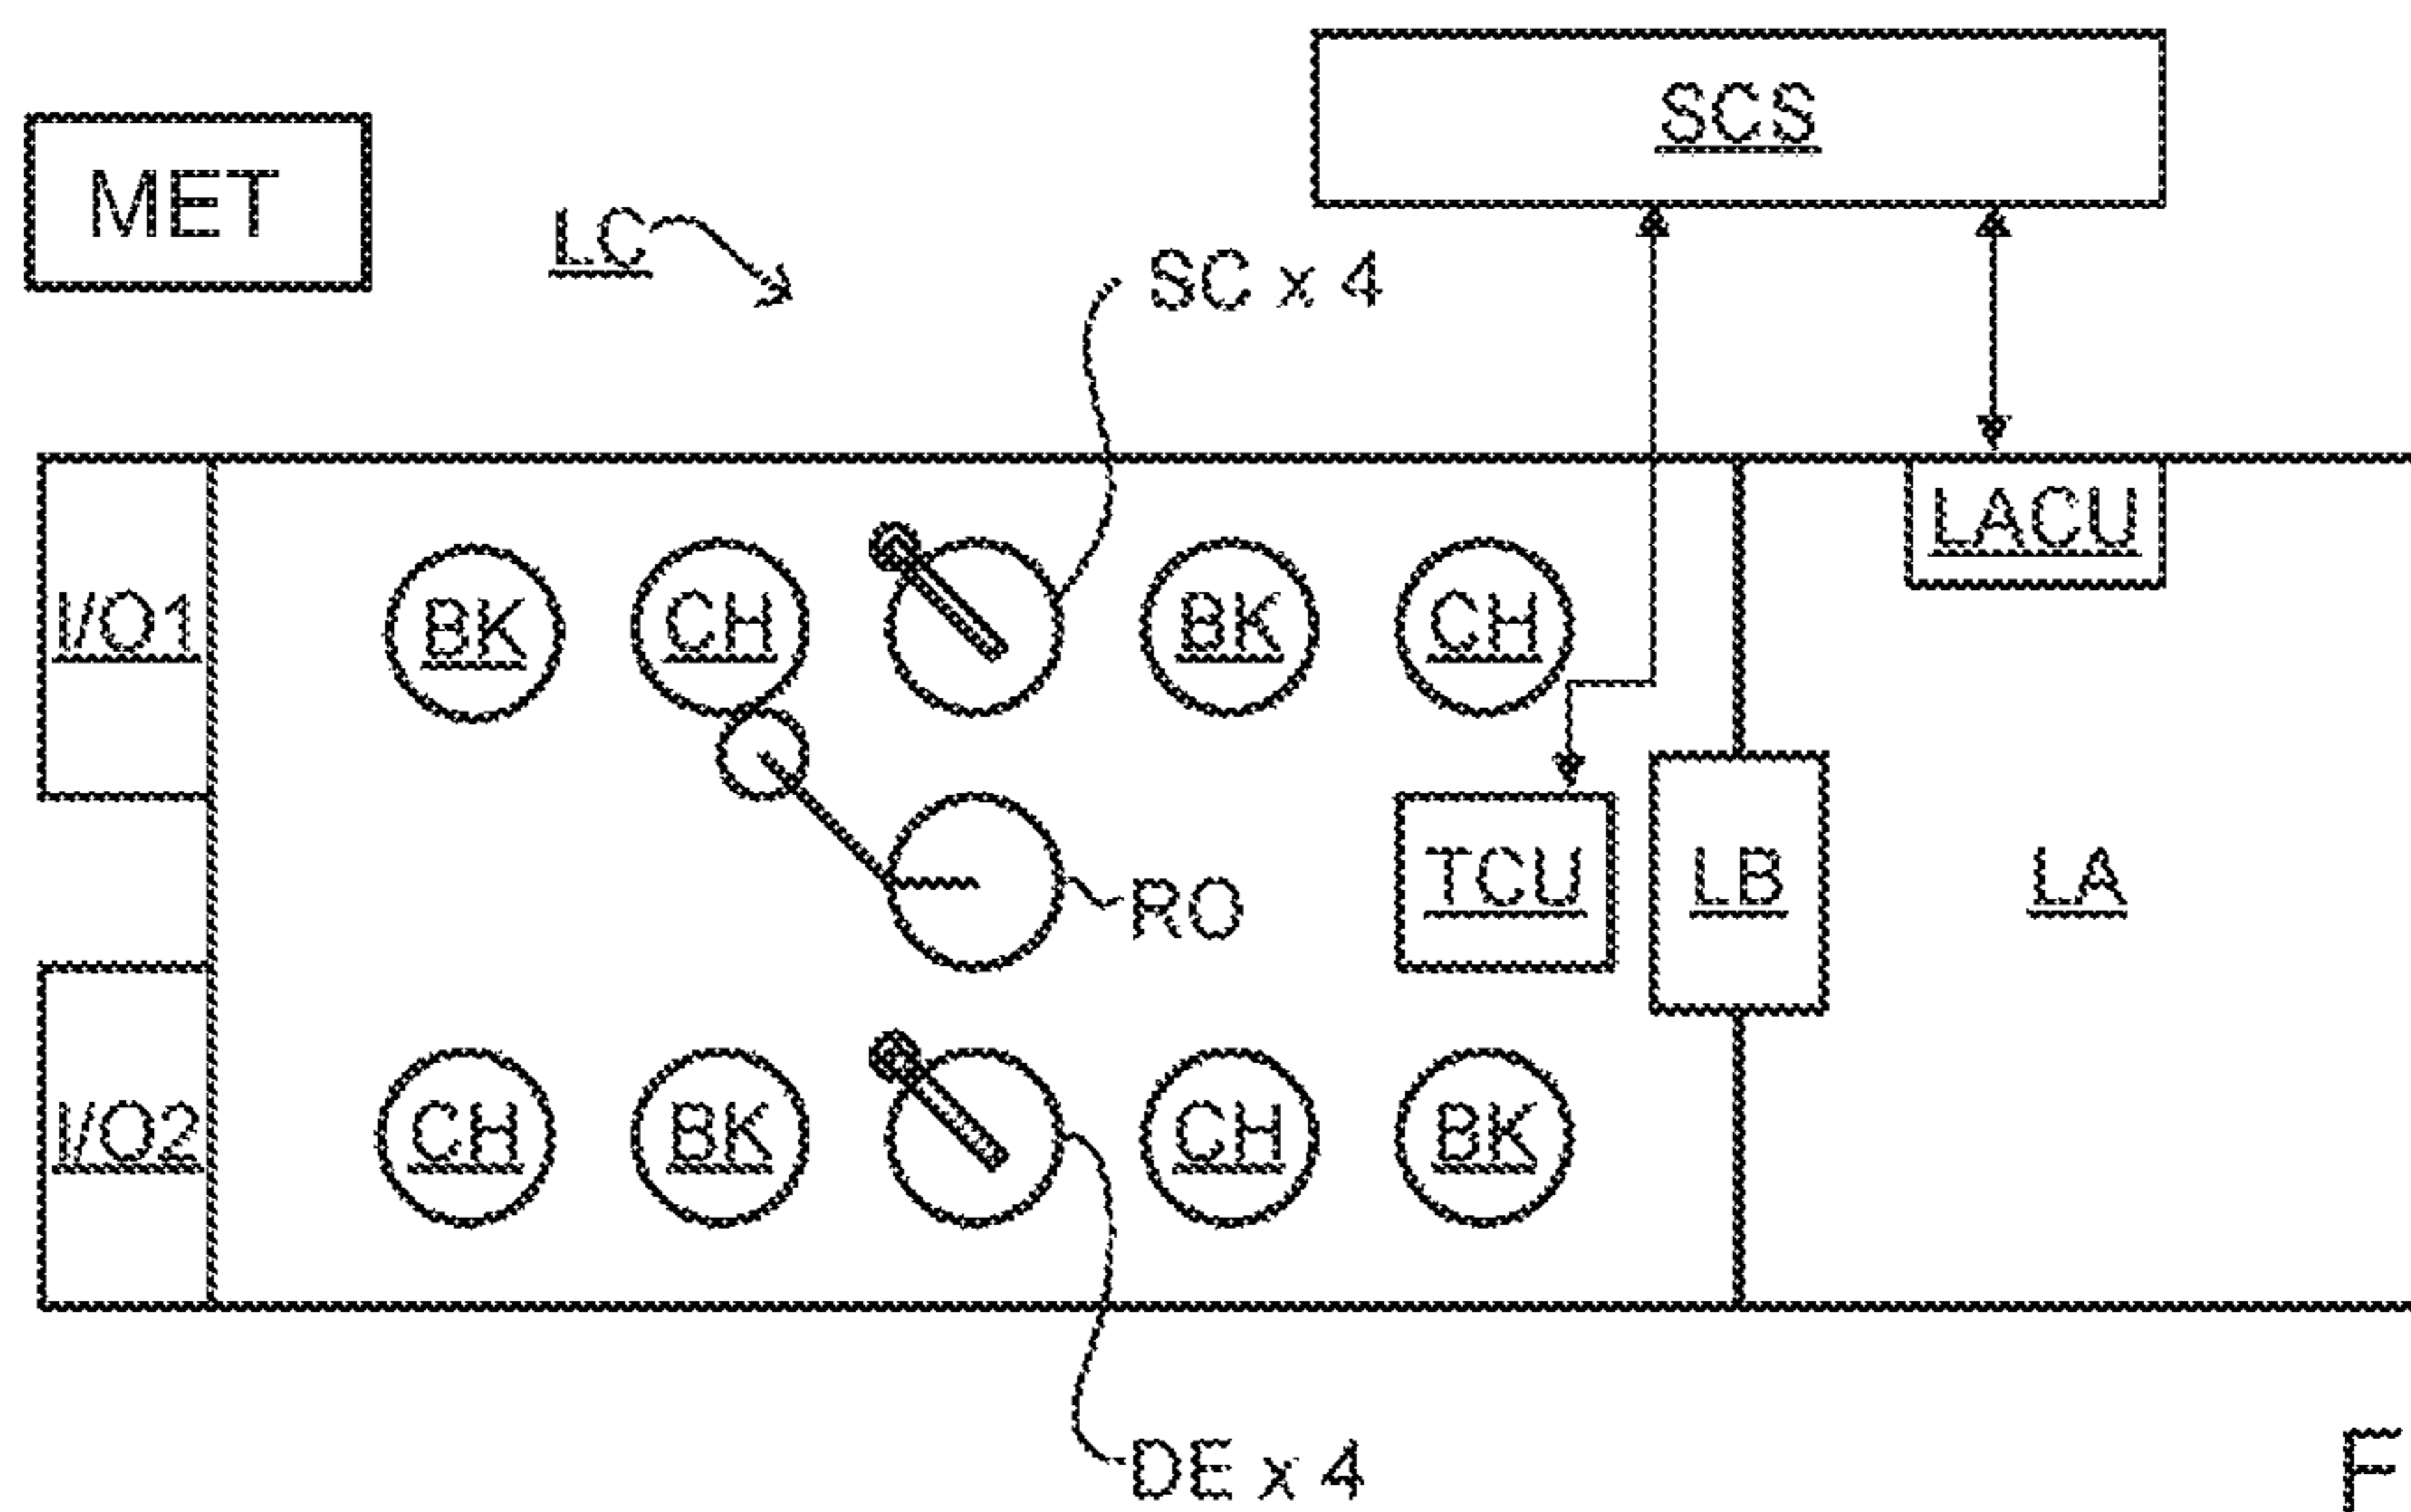 SCS
MET
LC
SC x 4
LACU
I/O1
BK
CH
BK
CH
TCU
LB
LA
RO
I/O2
CH
BK
CH
BK
DE x 4
F